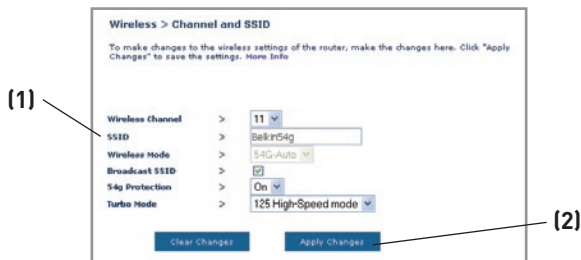 Wireless > Channel and SSID
To make changes to the wireless settings of the router, make the changes here. Click "Apply
Changes" to save the settings. More Info
(1)
Wireless Channel > 11
SSID > Belkin54g
Wireless Mode > 54G-Auto
Broadcast SSID >
54g Protection > On
Turbo Mode > 125 High-Speed mode
(2)
Clear Changes Apply Changes